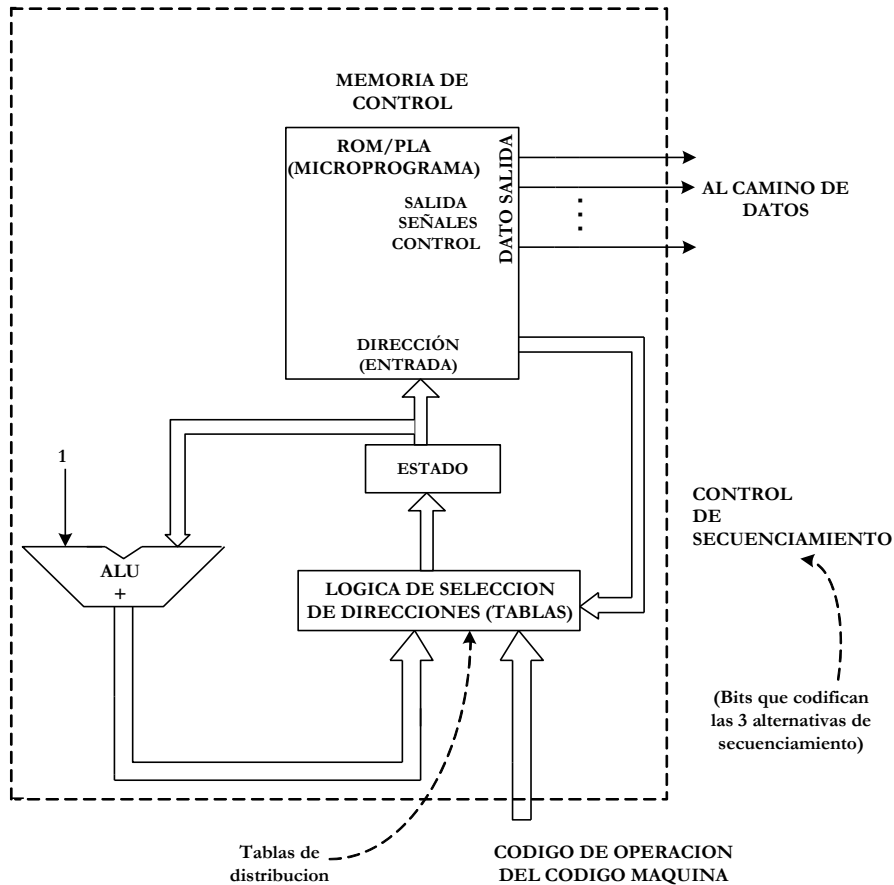 MEMORIA DE
CONTROL
ROM/PLA
(MICROPROGRAMA)
SALIDA
SEÑALES
CONTROL
DATO SALIDA
AL CAMINO DE
DATOS
DIRECCIÓN
(ENTRADA)
1
ESTADO
CONTROL
DE
SECUENCIAMIENTO
ALU
+
LOGICA DE SELECCION
DE DIRECCIONES (TABLAS)
(Bits que codifican
las 3 alternativas de
secuenciamiento)
Tablas de
distribucion
CODIGO DE OPERACION
DEL CODIGO MAQUINA